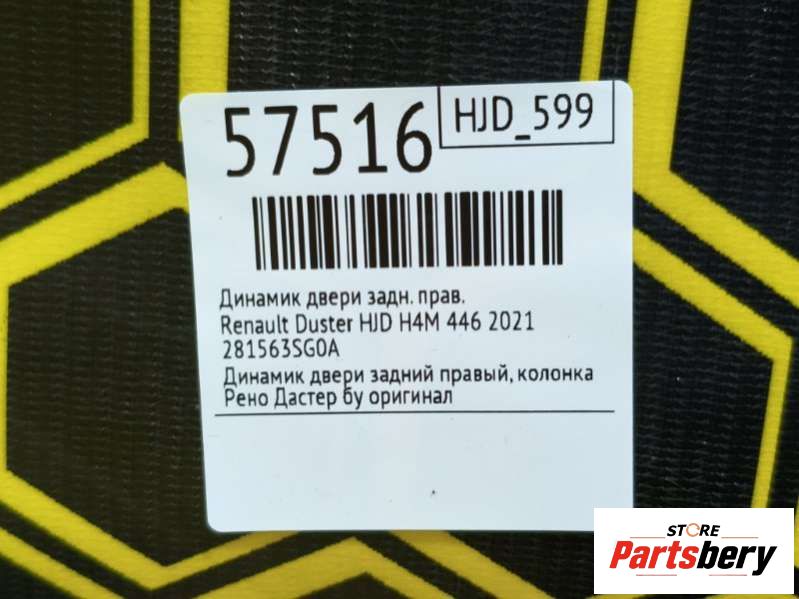 57516
HJD_599
Динамик двери задн. прав.
Renault Duster HJD H4M 446 2021
281563SG0A
Динамик двери задний правый, колонка
Рено Дастер бу оригинал
STORE
Partsbery